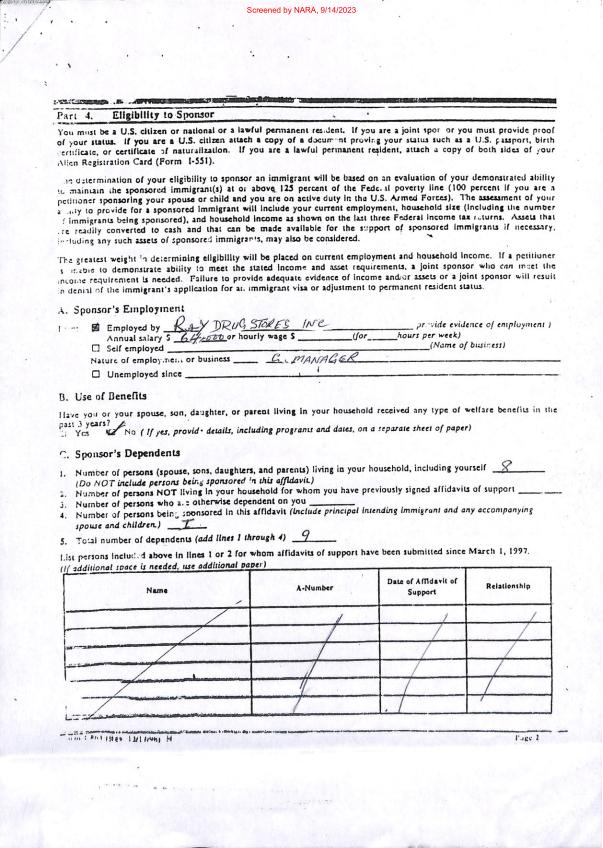 Screened by NARA, 9/14/2023
Part 4. Eligibility to Sponsor
You must be a U.S. citizen or national or a lawful permanent resident. If you are a joint sponsor you must provide proof
of your status. If you are a U.S. citizen attach a copy of a document proving your status such as a U.S. passport, birth
certificate, or certificate of naturalization. If you are a lawful permanent resident, attach a copy of both sides of your
Alien Registration Card (Form I-551).
determination of your eligibility to sponsor an immigrant will be based on an evaluation of your demonstrated ability
to maintain the sponsored immigrant(s) at or above 125 percent of the Federal poverty line (100 percent if you are a
petitioner sponsoring your spouse or child and you are on active duty in the U.S. Armed Forces). The assessment of your
ability to provide for a sponsored immigrant will include your current employment, household size (including the number
f immigrants being sponsored), and household income as shown on the last three Federal income tax returns. Assets that
are readily converted to cash and that can be made available for the support of sponsored immigrants if necessary,
including any such assets of sponsored immigrants, may also be considered.
The greatest weight in determining eligibility will be placed on current employment and household income. If a petitioner
is unable to demonstrate ability to meet the stated income and asset requirements, a joint sponsor who can meet the
income requirement is needed. Failure to provide adequate evidence of income and/or assets or a joint sponsor will result
in denial of the immigrant's application for an immigrant visa or adjustment to permanent resident status.
A. Sponsor's Employment
Employed by RAY DRUG STORES INC provide evidence of employment )
Annual salary $ 64,000 or hourly wage $ (for hours per week)
Self employed (Name of business)
Nature of employment or business G. MANAGER
Unemployed since
B. Use of Benefits
Have you or your spouse, son, daughter, or parent living in your household received any type of welfare benefits in the
past 3 years?
Yes No (If yes, provide details, including programs and dates, on a separate sheet of paper)
C. Sponsor's Dependents
1. Number of persons (spouse, sons, daughters, and parents) living in your household, including yourself 8
(Do NOT include persons being sponsored in this affidavit.)
2. Number of persons NOT living in your household for whom you have previously signed affidavits of support
3. Number of persons who are otherwise dependent on you
4. Number of persons being sponsored in this affidavit (Include principal intending immigrant and any accompanying
spouse and children.) I
5. Total number of dependents (add lines 1 through 4) 9
List persons included above in lines 1 or 2 for whom affidavits of support have been submitted since March 1, 1997.
(If additional space is needed, use additional paper)
Name A-Number Date of Affidavit of Support Relationship
Page 2